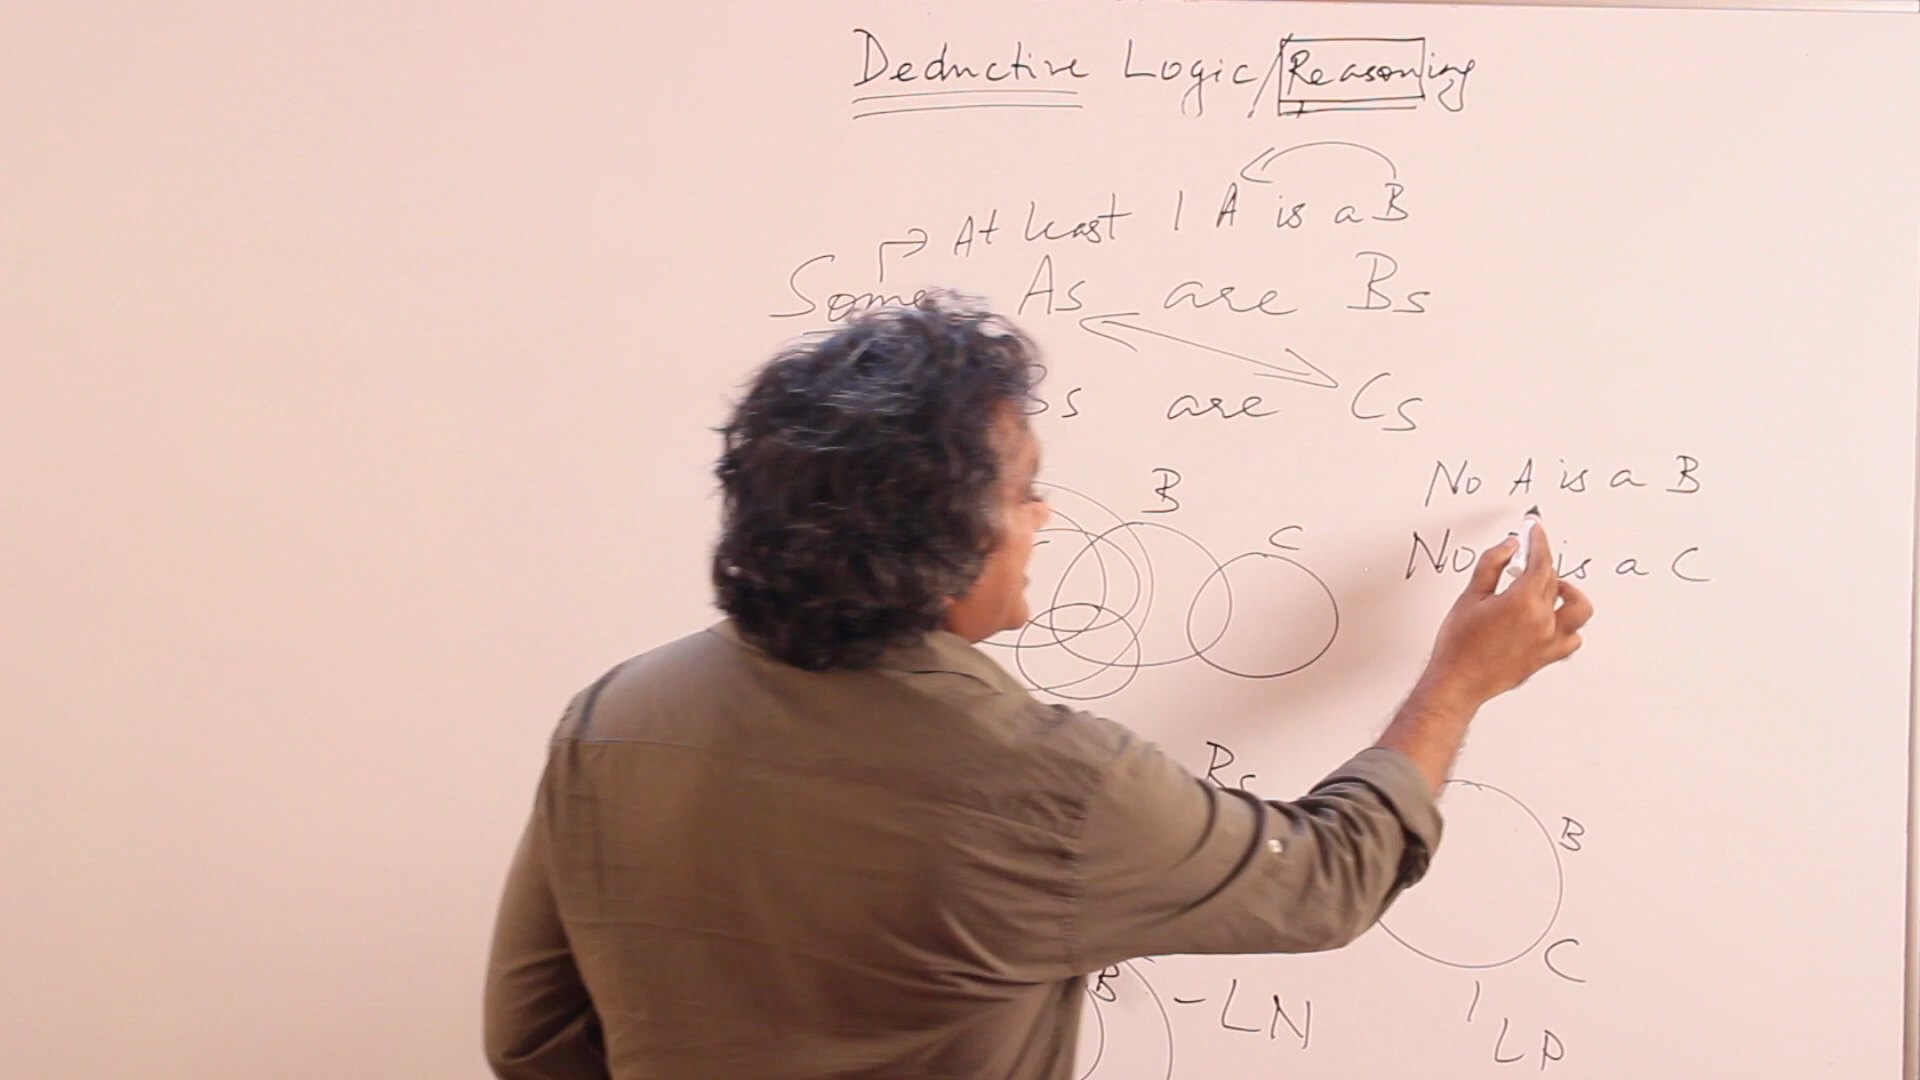 Deductive Logic/Reasoning
At least 1 A is a B
Some As are Bs
Bs are Cs
No A is a B
No is a C
B
C
Bs
B
C
B
-LN
LP